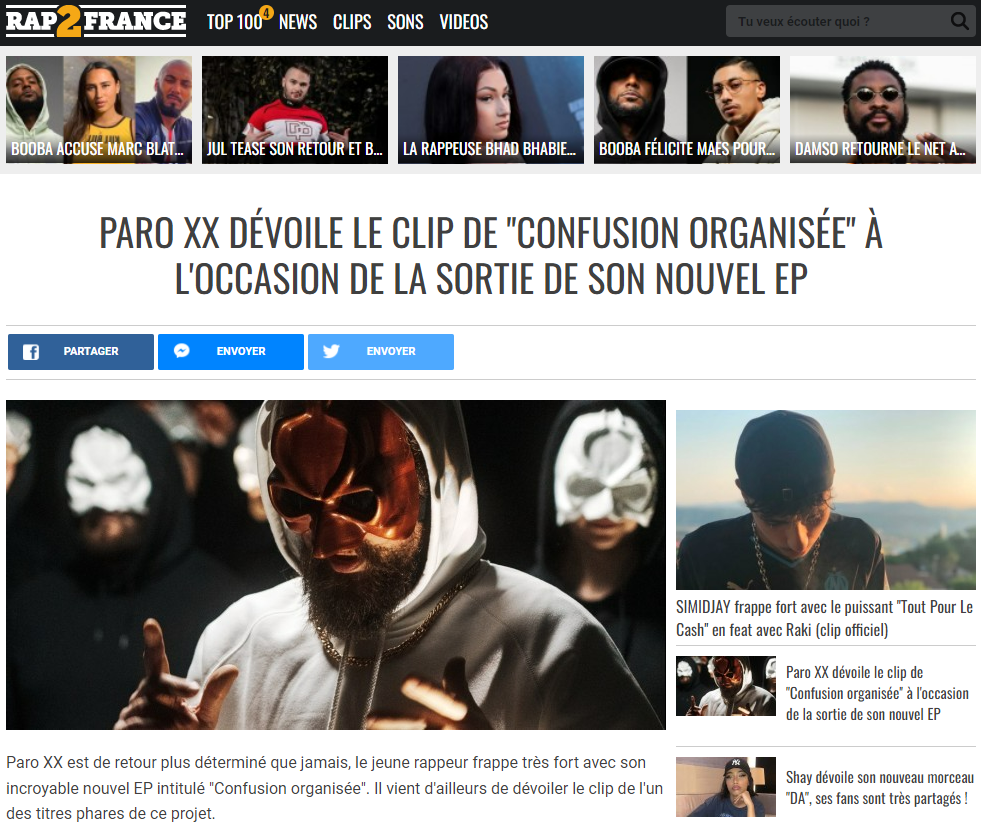 RAP2FRANCE
TOP 100 4 NEWS CLIPS SONS VIDEOS
Tu veux écouter quoi ?
BOOBA ACCUSE MARC BLAT...
JUL TEASE SON RETOUR ET B...
LA RAPPEUSE BHAD BHABIE...
BOOBA FÉLICITE MAES POUR...
DAMSO RETOURNE LE NET A...
PARO XX DÉVOILE LE CLIP DE "CONFUSION ORGANISÉE" À
L'OCCASION DE LA SORTIE DE SON NOUVEL EP
PARTAGER
ENVOYER
ENVOYER
SIMIDJAY frappe fort avec le puissant "Tout Pour Le
Cash" en feat avec Raki (clip officiel)
Paro XX dévoile le clip de
"Confusion organisée" à l'occasion
de la sortie de son nouvel EP
Shay dévoile son nouveau morceau
"DA", ses fans sont très partagés !
Paro XX est de retour plus déterminé que jamais, le jeune rappeur frappe très fort avec son
incroyable nouvel EP intitulé "Confusion organisée". Il vient d'ailleurs de dévoiler le clip de l'un
des titres phares de ce projet.